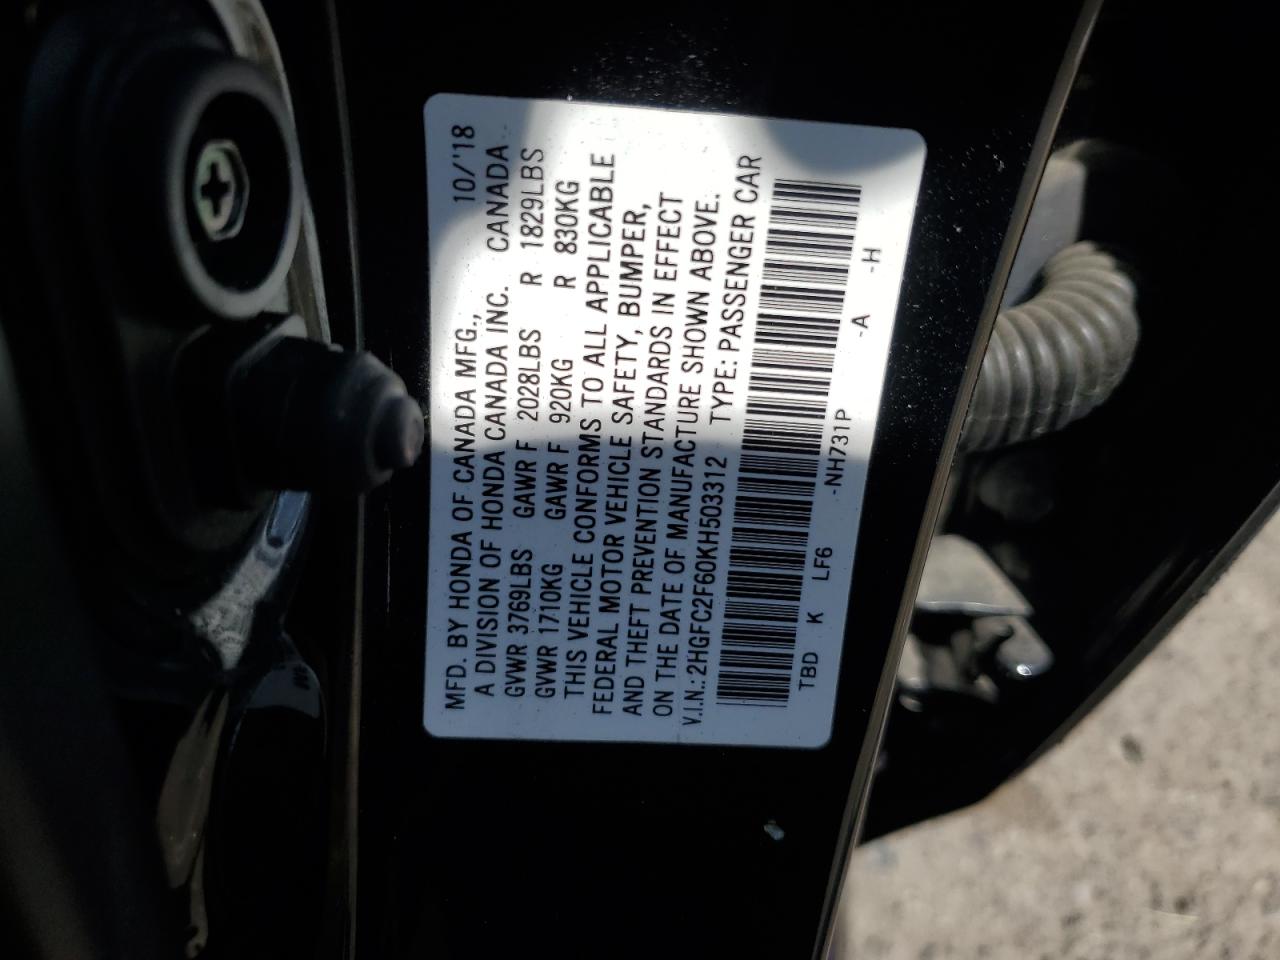 MFD. BY HONDA OF CANADA MFG., 10/'18
A DIVISION OF HONDA CANADA INC. CANADA
GVWR 3769LBS GAWR F 2028LBS R 1829LBS
GVWR 1710KG GAWR F 920KG R 830KG
THIS VEHICLE CONFORMS TO ALL APPLICABLE
FEDERAL MOTOR VEHICLE SAFETY, BUMPER,
AND THEFT PREVENTION STANDARDS IN EFFECT
ON THE DATE OF MANUFACTURE SHOWN ABOVE.
V.I.N.: 2HGFC2F60KH503312 TYPE: PASSENGER CAR
TBD K LF6 -NH731P -A -H